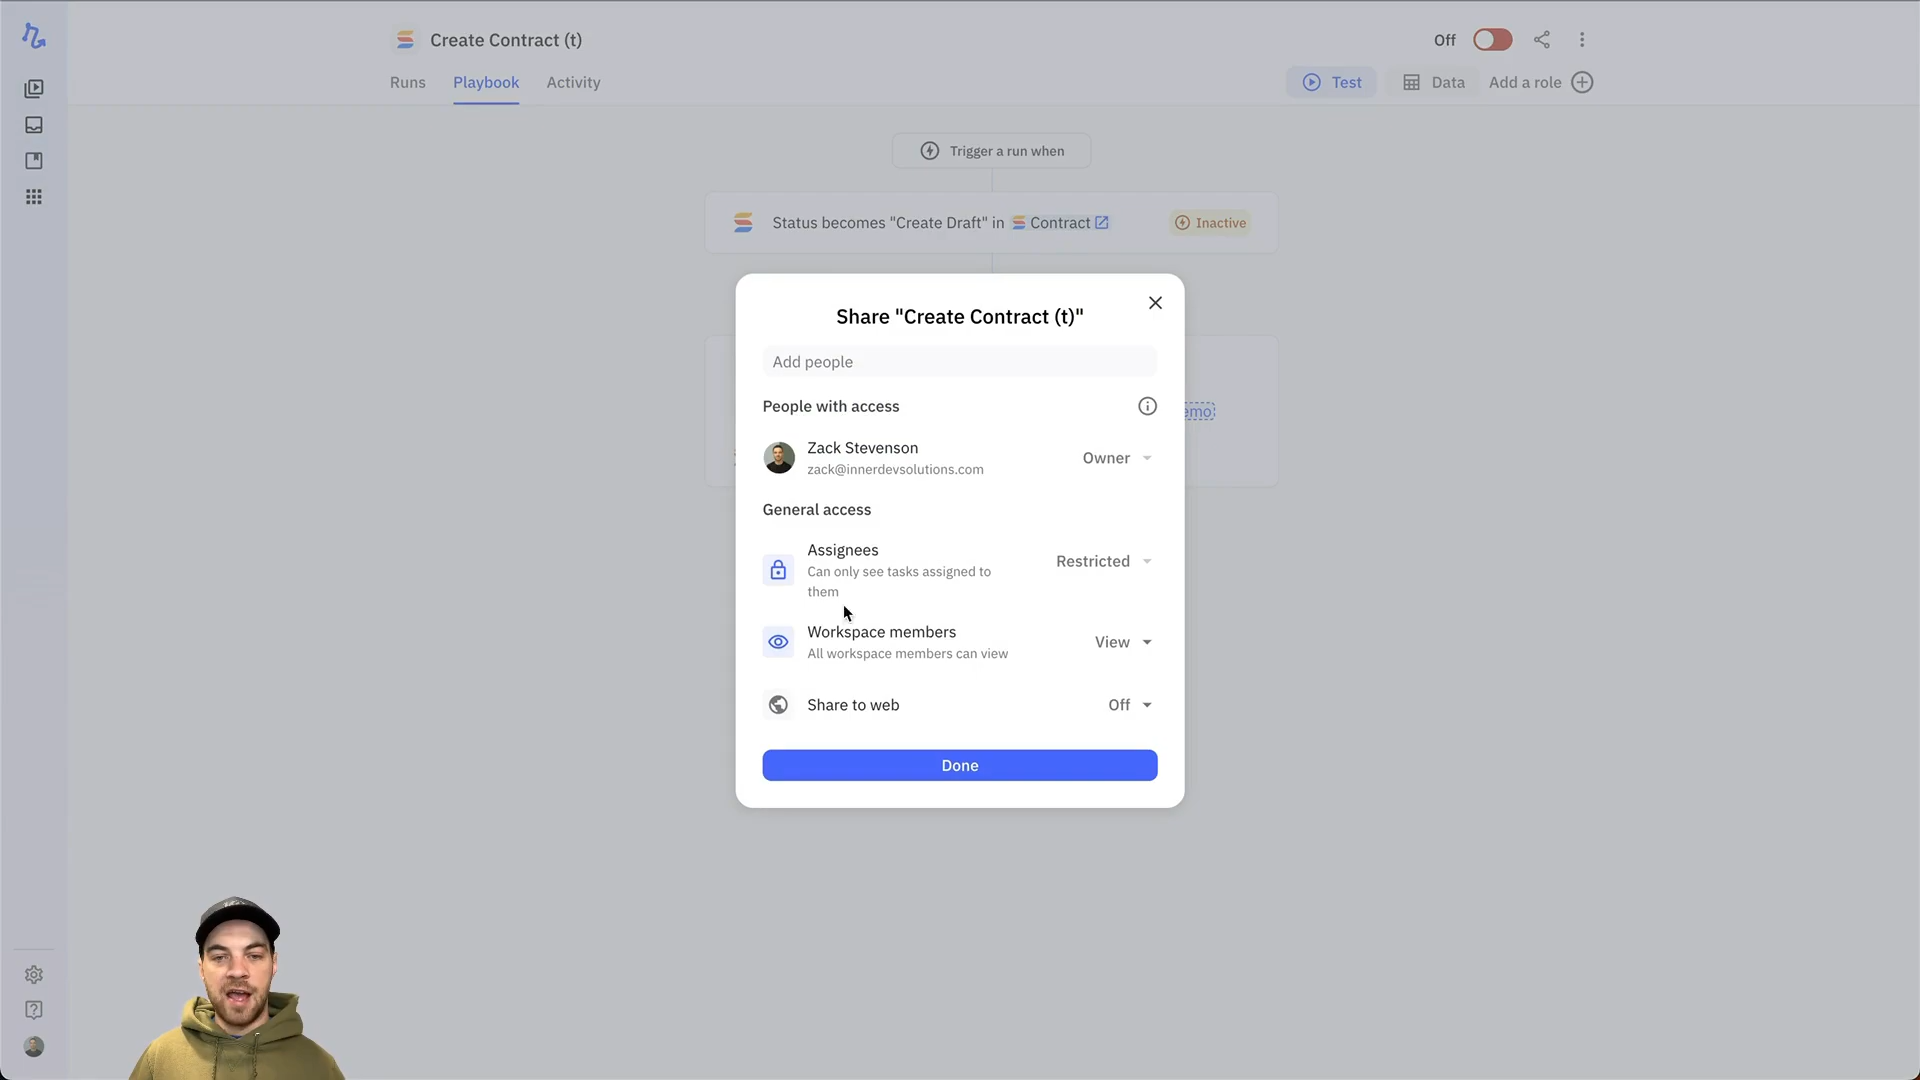 Create Contract (t)
Off
Runs
Playbook
Activity
Test
Data
Add a role
Trigger a run when
Status becomes "Create Draft" in Contract
Inactive
Share "Create Contract (t)"
Add people
People with access
emo
Zack Stevenson
zack@innerdevsolutions.com
Owner
General access
Assignees
Can only see tasks assigned to
them
Restricted
Workspace members
All workspace members can view
View
Share to web
Off
Done